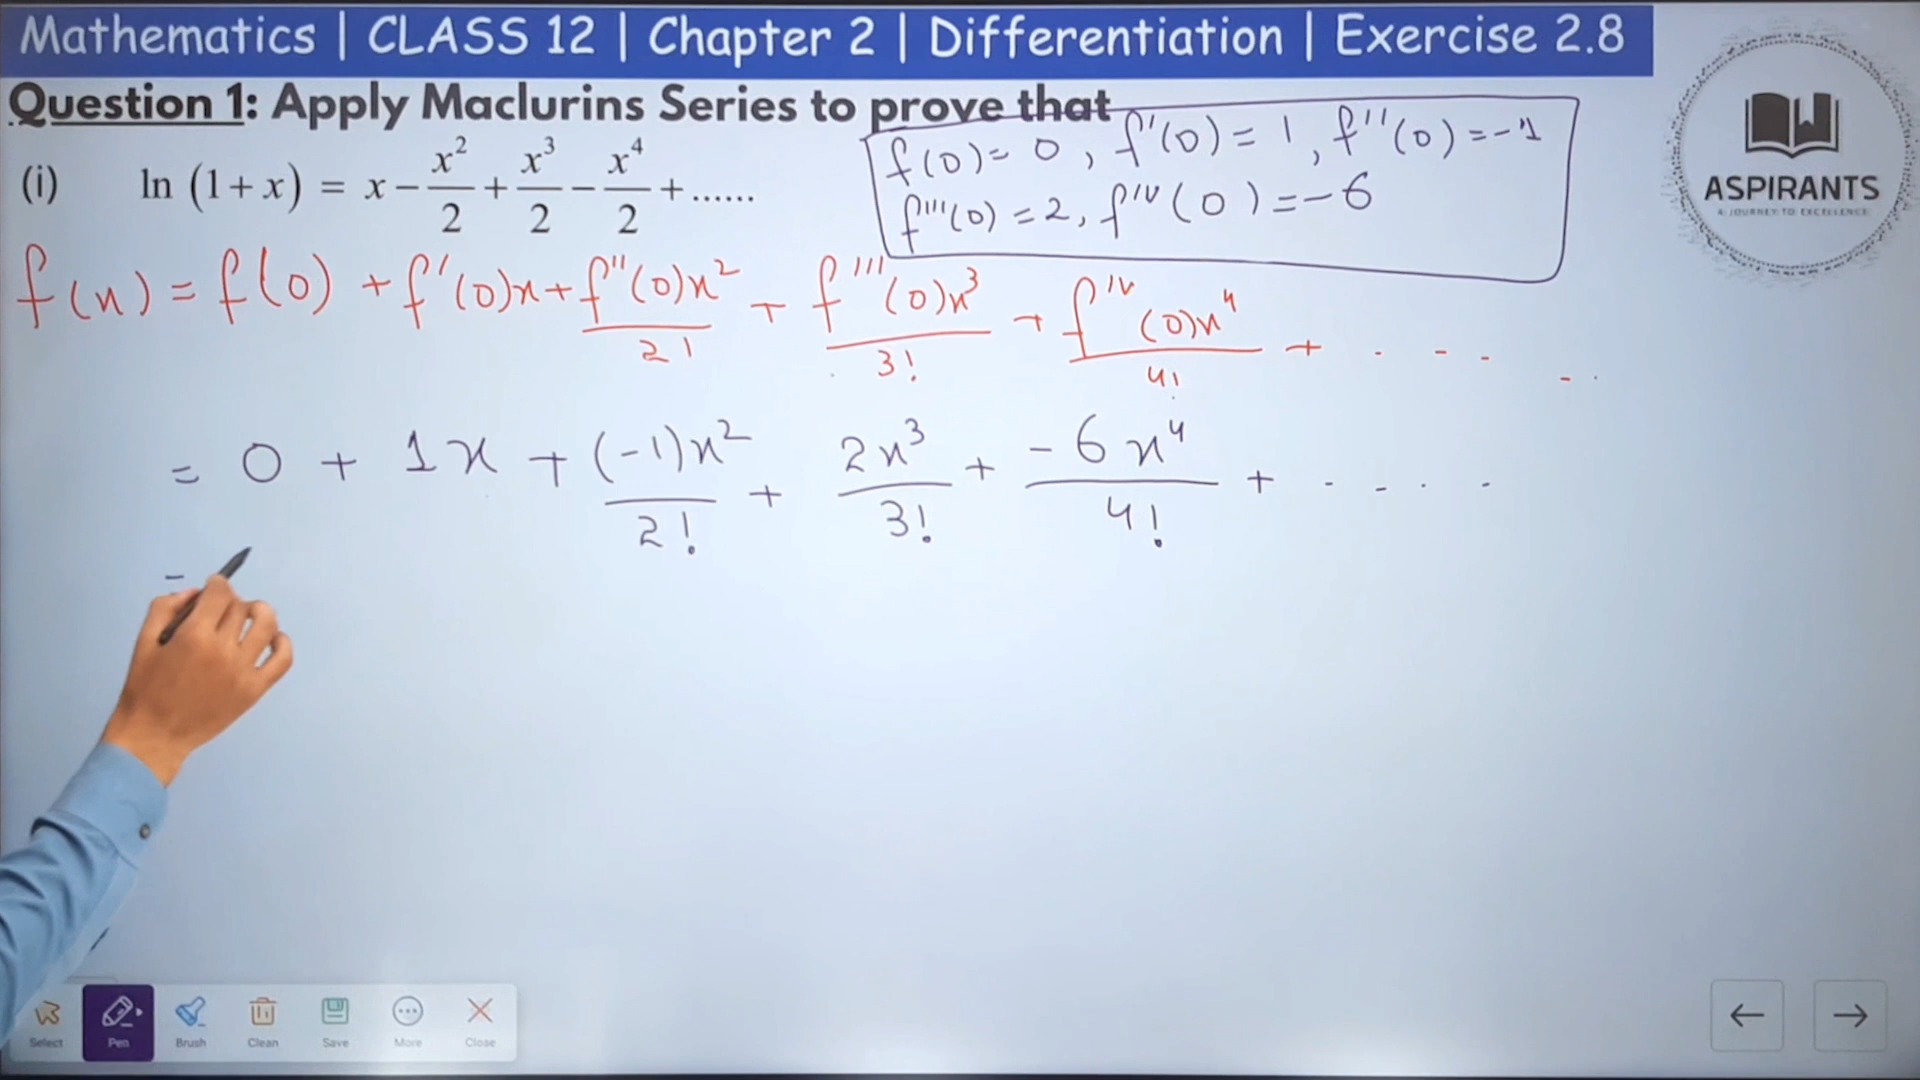 Mathematics | CLASS 12 | Chapter 2 | Differentiation | Exercise 2.8
Question 1: Apply Maclurins Series to prove that
(i) ln (1+x) = x − x²/2 + x³/2 − x⁴/2 + ......
f(0) = 0 , f'(0) = 1 , f''(0) = -1
f'''(0) = 2 , f'ᵛ(0) = -6
ASPIRANTS
A JOURNEY TO EXCELLENCE
f(x) = f(0) + f'(0)x + f''(0)x²/2! + f'''(0)x³/3! + f'ᵛ(0)x⁴/4! + . . . .
= 0 + 1x + (-1)x²/2! + 2x³/3! + -6x⁴/4! + . . . .
Select Pen Brush Clean Save More Close